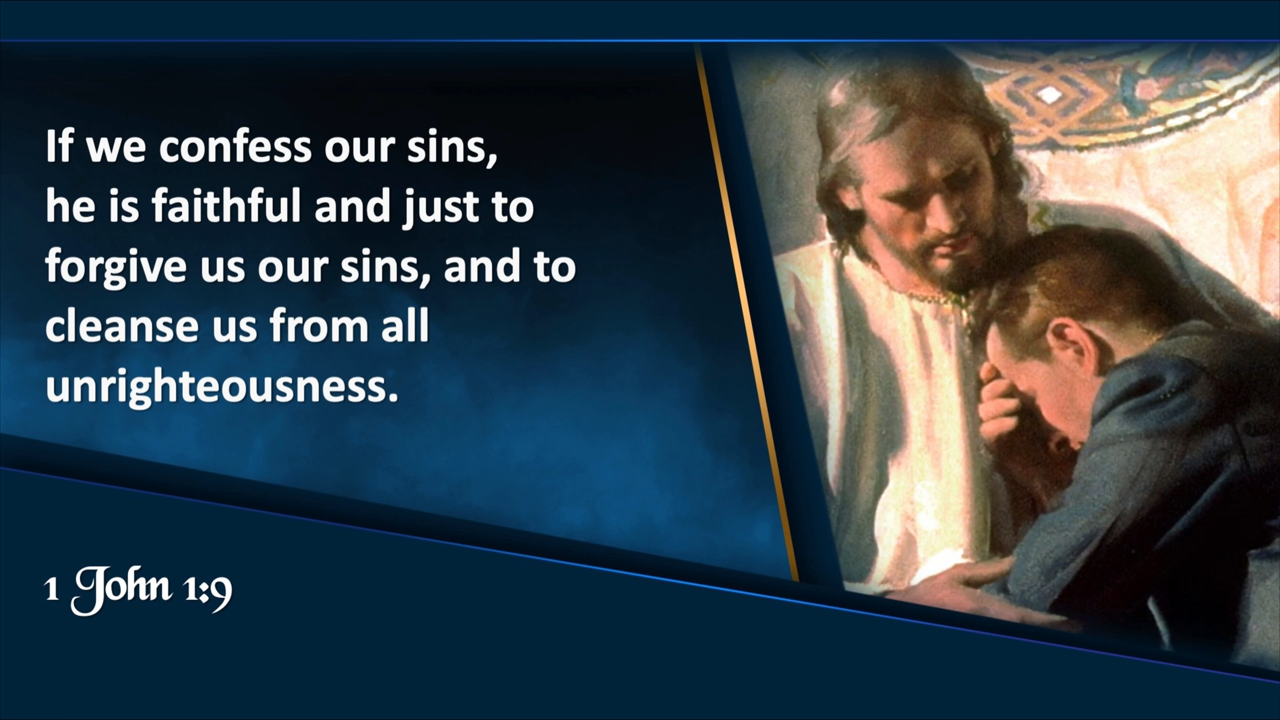 If we confess our sins,
he is faithful and just to
forgive us our sins, and to
cleanse us from all
unrighteousness.
1 John 1:9